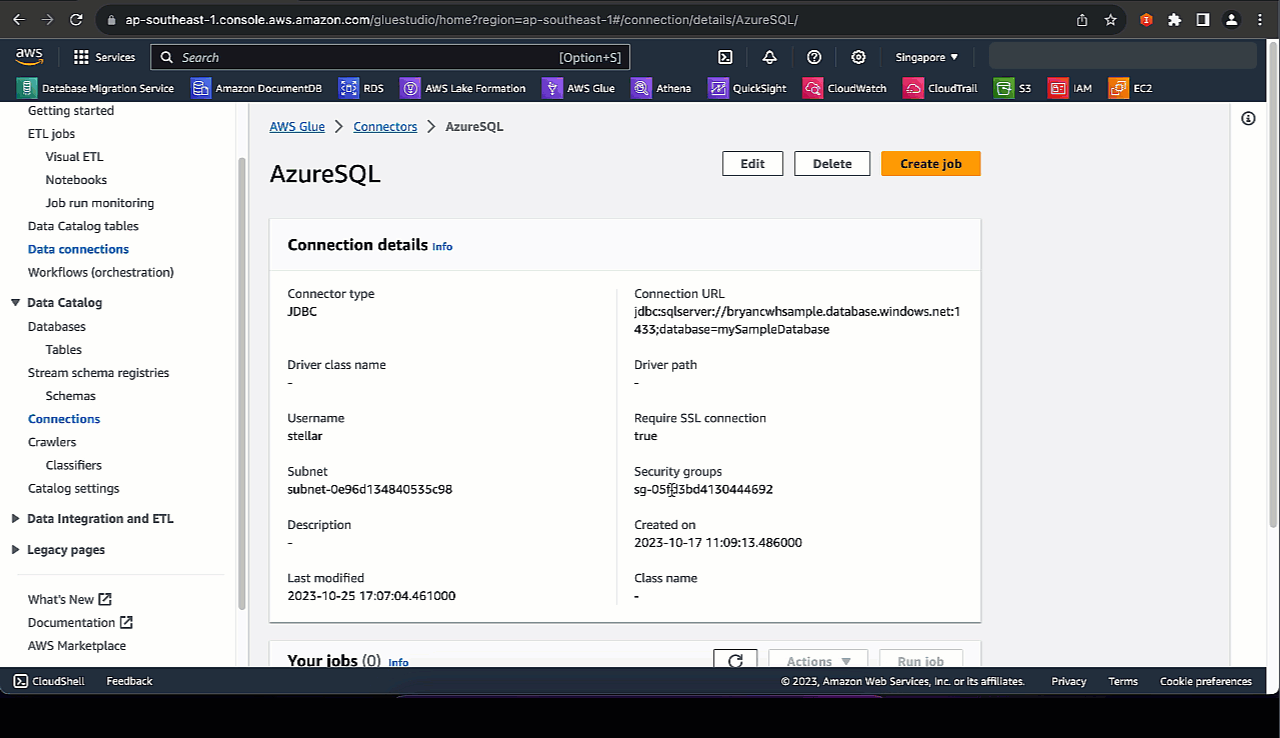 ap-southeast-1.console.aws.amazon.com/gluestudio/home?region=ap-southeast-1#/connection/details/AzureSQL/
aws Services Search [Option+S] Singapore ▼
Database Migration Service Amazon DocumentDB RDS AWS Lake Formation AWS Glue Athena QuickSight CloudWatch CloudTrail S3 IAM EC2
Getting started
ETL jobs
Visual ETL
Notebooks
Job run monitoring
Data Catalog tables
Data connections
Workflows (orchestration)
Data Catalog
Databases
Tables
Stream schema registries
Schemas
Connections
Crawlers
Classifiers
Catalog settings
Data Integration and ETL
Legacy pages
What's New
Documentation
AWS Marketplace
AWS Glue > Connectors > AzureSQL
AzureSQL
Edit Delete Create job
Connection details Info
Connector type
JDBC
Connection URL
jdbc:sqlserver://bryancwhsample.database.windows.net:1
433;database=mySampleDatabase
Driver class name
-
Driver path
-
Username
stellar
Require SSL connection
true
Subnet
subnet-0e96d134840535c98
Security groups
Description
-
Created on
2023-10-17 11:09:13.486000
Last modified
2023-10-25 17:07:04.461000
Class name
-
Your jobs (0) Info
Actions ▼ Run job
CloudShell Feedback © 2023, Amazon Web Services, Inc. or its affiliates. Privacy Terms Cookie preferences